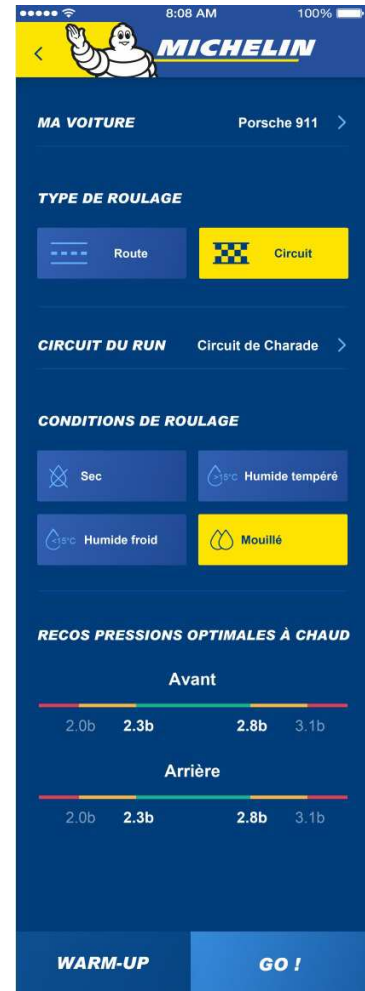 8:08 AM 100%
MICHELIN
MA VOITURE Porsche 911
TYPE DE ROULAGE
Route Circuit
CIRCUIT DU RUN Circuit de Charade
CONDITIONS DE ROULAGE
Sec >15°C Humide tempéré
<15°C Humide froid Mouillé
RECOS PRESSIONS OPTIMALES À CHAUD
Avant
2.0b 2.3b 2.8b 3.1b
Arrière
2.0b 2.3b 2.8b 3.1b
WARM-UP GO !